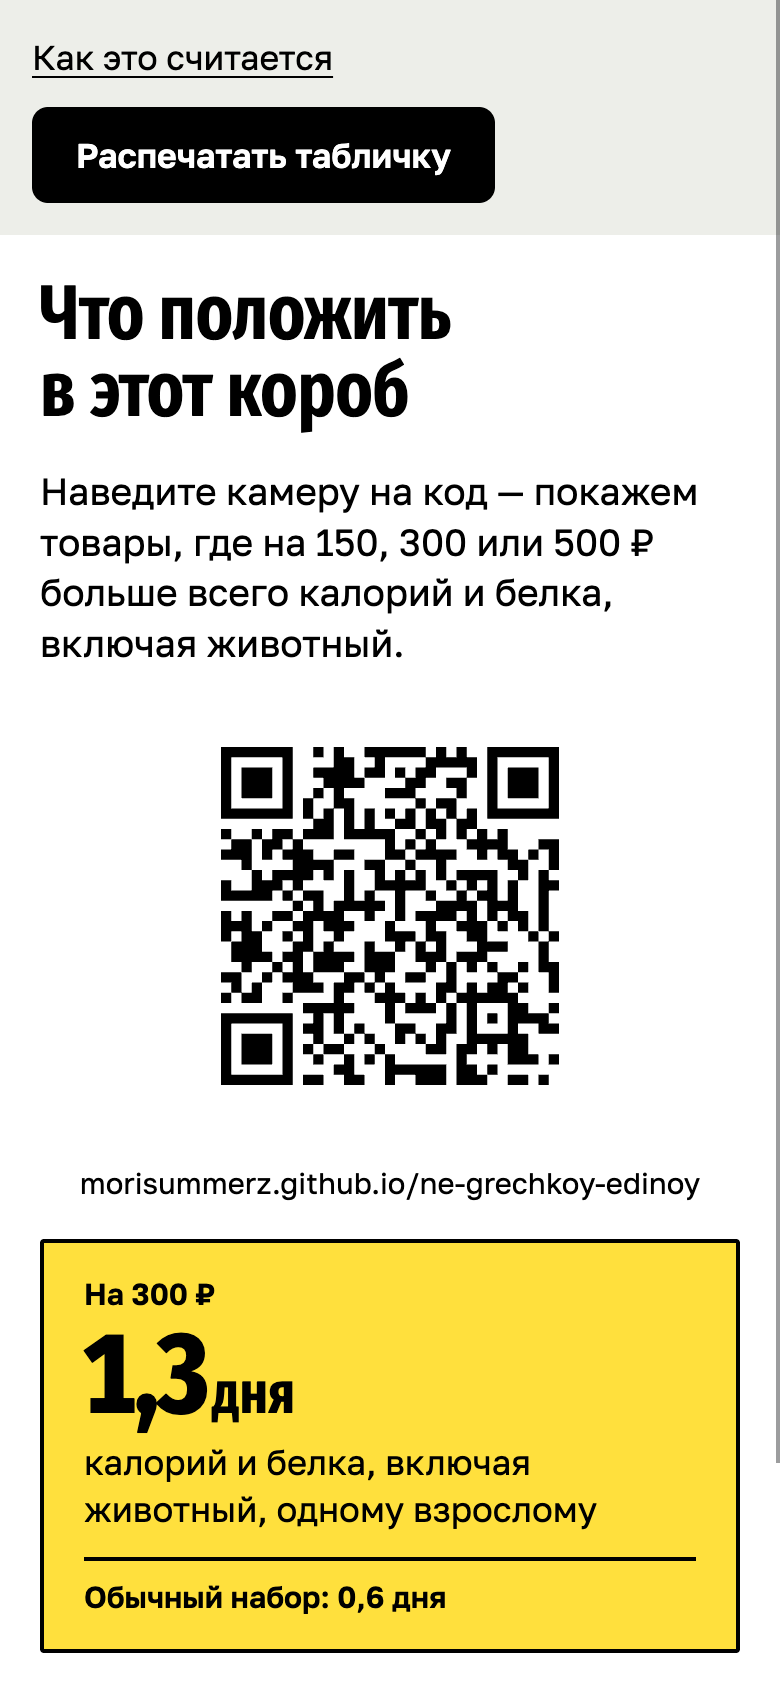 Как это считается
Распечатать табличку
Что положить
в этот короб
Наведите камеру на код — покажем
товары, где на 150, 300 или 500 ₽
больше всего калорий и белка,
включая животный.
morisummerz.github.io/ne-grechkoy-edinoy
На 300 ₽
1,3 дня
калорий и белка, включая
животный, одному взрослому
Обычный набор: 0,6 дня